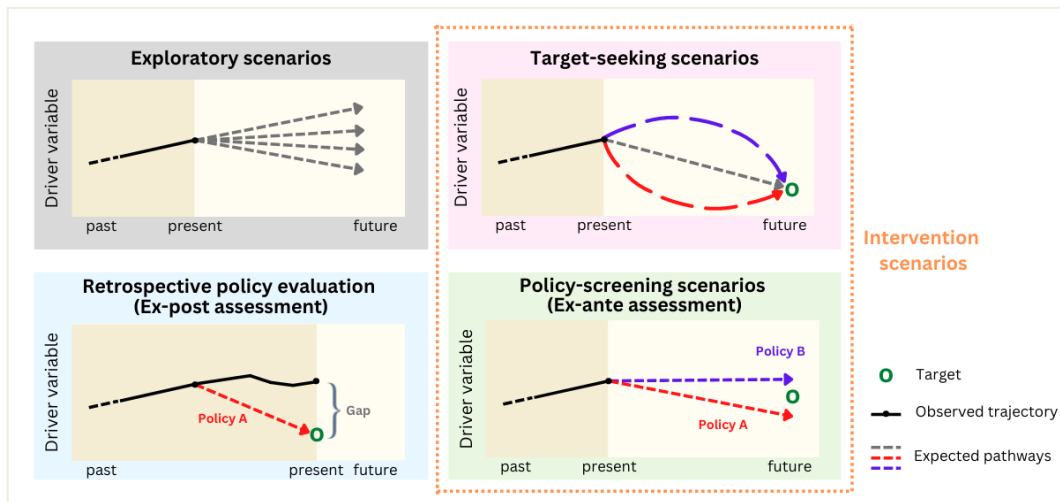 Exploratory scenarios
Driver variable
past
present
future
Target-seeking scenarios
Driver variable
O
past
present
future
Intervention
scenarios
Retrospective policy evaluation
(Ex-post assessment)
Driver variable
Policy A
Gap
O
past
present
future
Policy-screening scenarios
(Ex-ante assessment)
Driver variable
Policy B
O
Policy A
past
present
future
O Target
Observed trajectory
Expected pathways